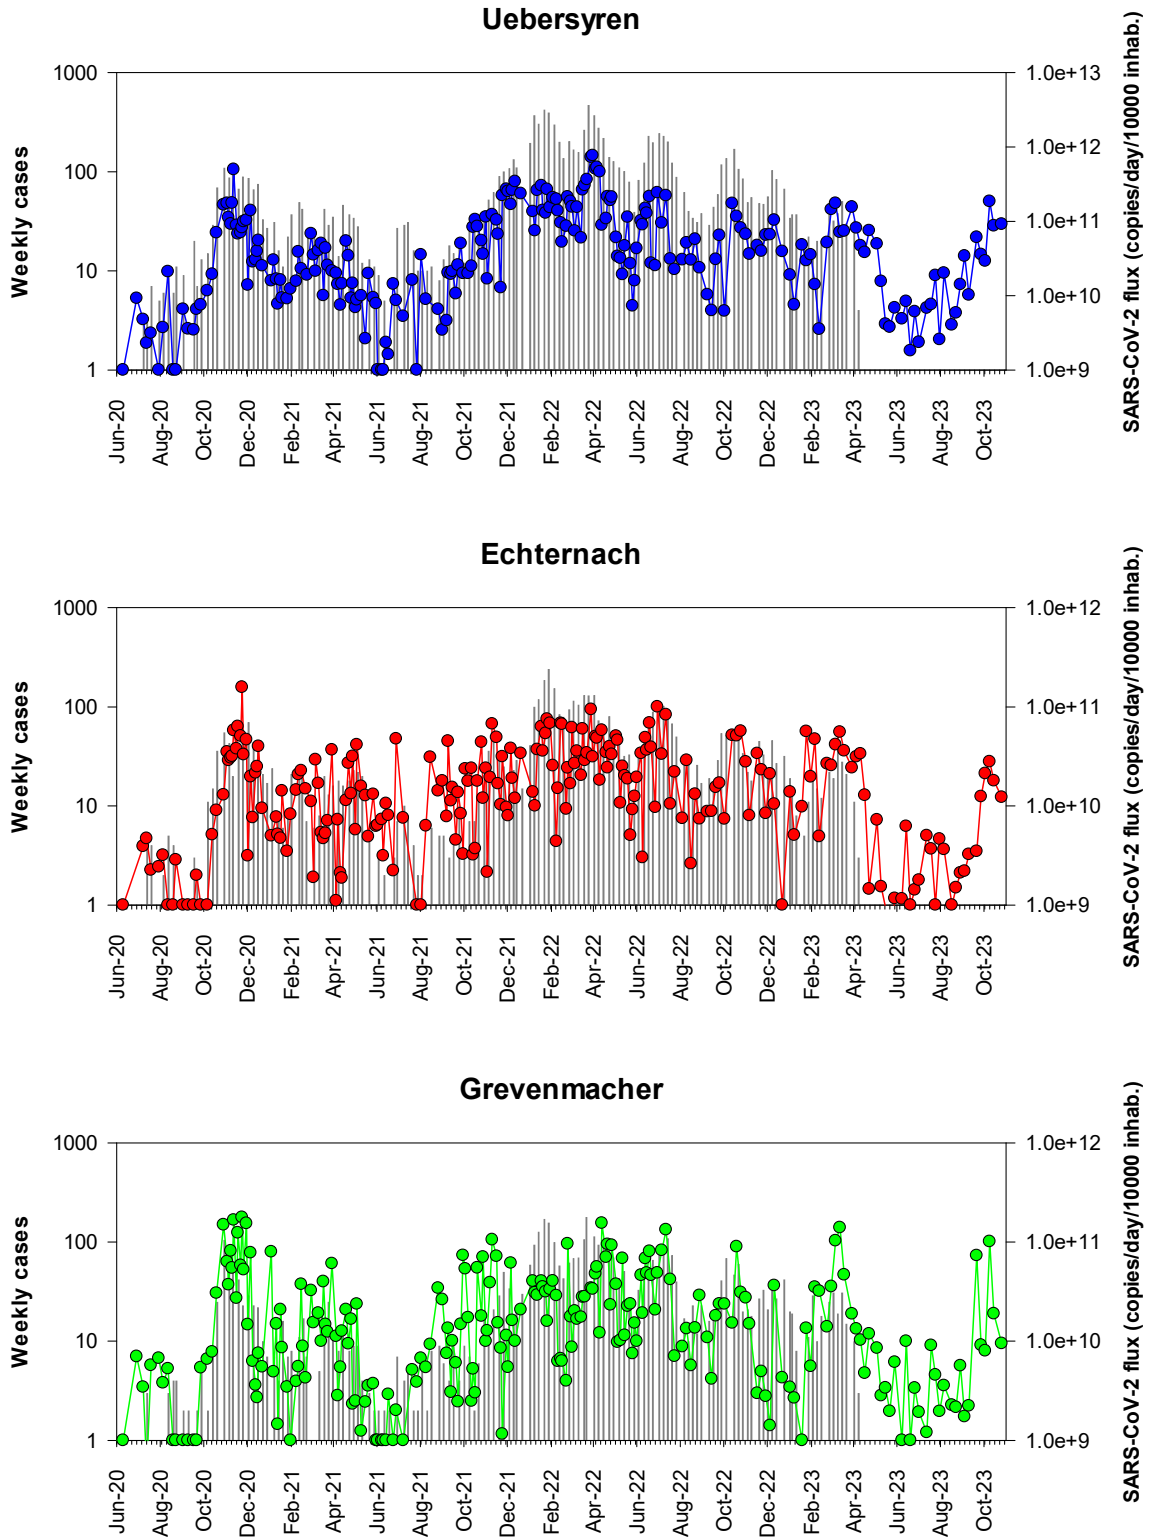 Uebersyren
Weekly cases
1000
100
10
1
1.0e+13
1.0e+12
1.0e+11
1.0e+10
1.0e+9
SARS-CoV-2 flux (copies/day/10000 inhab.)
Jun-20 Aug-20 Oct-20 Dec-20 Feb-21 Apr-21 Jun-21 Aug-21 Oct-21 Dec-21 Feb-22 Apr-22 Jun-22 Aug-22 Oct-22 Dec-22 Feb-23 Apr-23 Jun-23 Aug-23 Oct-23
Echternach
Weekly cases
1000
100
10
1
1.0e+12
1.0e+11
1.0e+10
1.0e+9
SARS-CoV-2 flux (copies/day/10000 inhab.)
Jun-20 Aug-20 Oct-20 Dec-20 Feb-21 Apr-21 Jun-21 Aug-21 Oct-21 Dec-21 Feb-22 Apr-22 Jun-22 Aug-22 Oct-22 Dec-22 Feb-23 Apr-23 Jun-23 Aug-23 Oct-23
Grevenmacher
Weekly cases
1000
100
10
1
1.0e+12
1.0e+11
1.0e+10
1.0e+9
SARS-CoV-2 flux (copies/day/10000 inhab.)
Jun-20 Aug-20 Oct-20 Dec-20 Feb-21 Apr-21 Jun-21 Aug-21 Oct-21 Dec-21 Feb-22 Apr-22 Jun-22 Aug-22 Oct-22 Dec-22 Feb-23 Apr-23 Jun-23 Aug-23 Oct-23